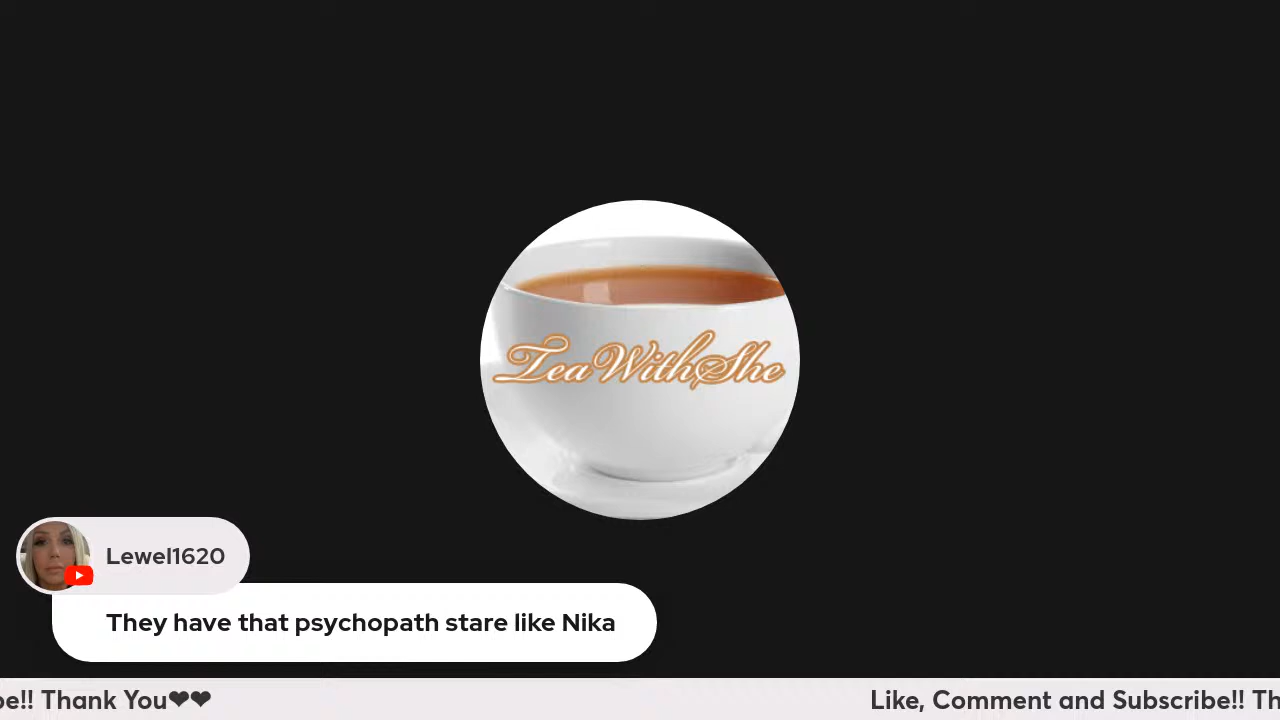 TeaWithShe
Lewel1620
They have that psychopath stare like Nika
be!! Thank You❤❤
Like, Comment and Subscribe!! Th